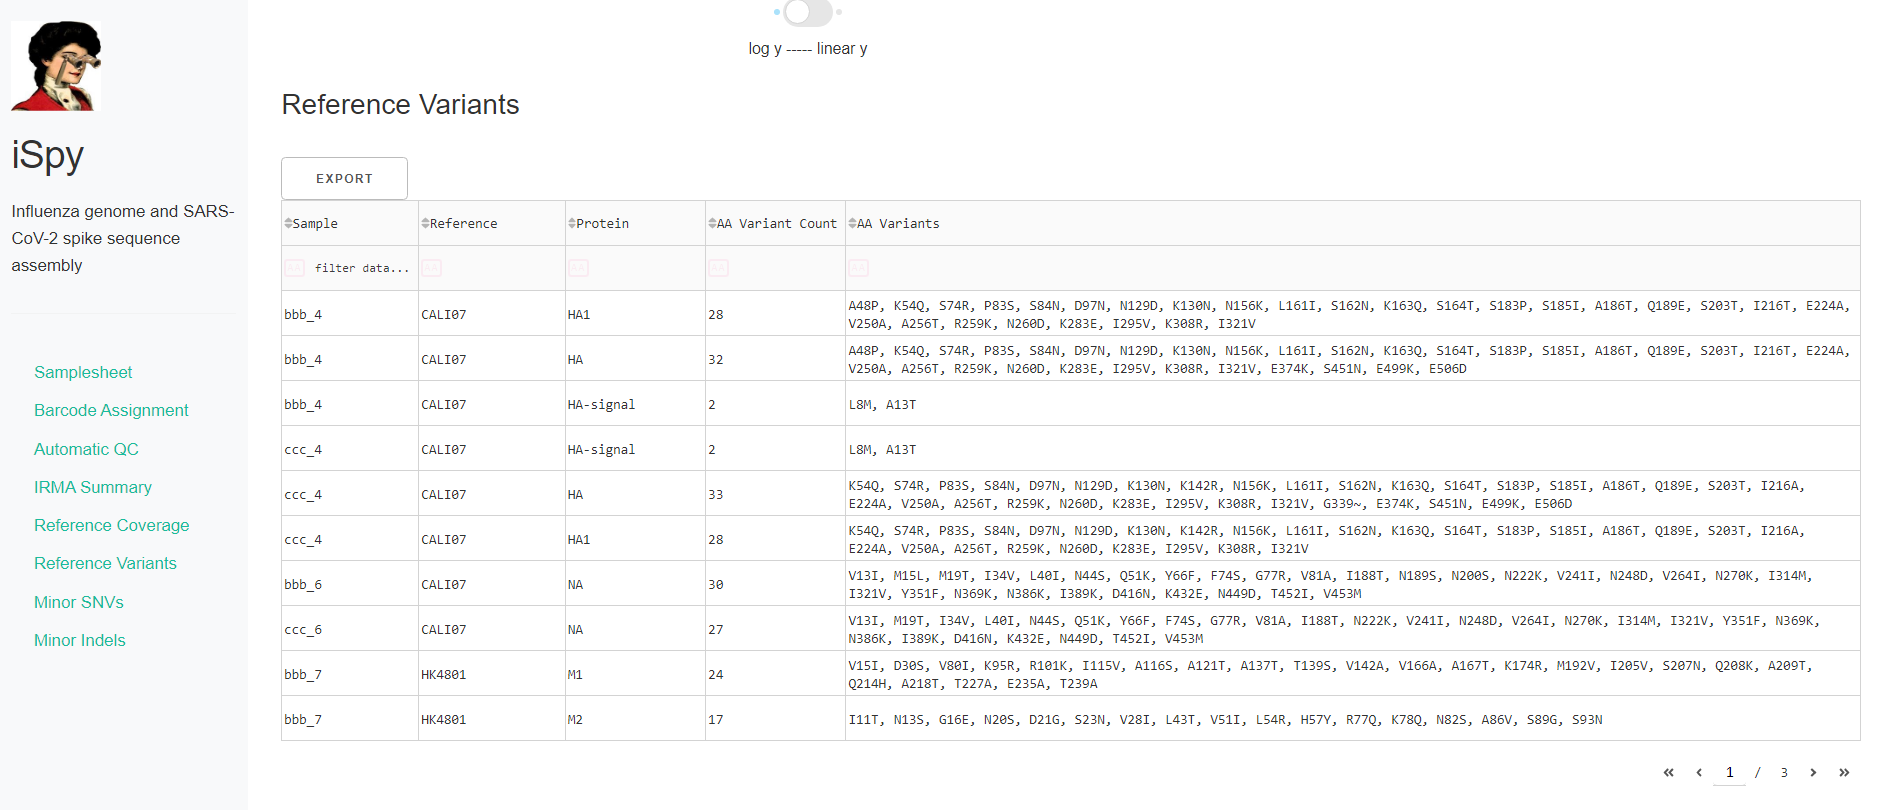 log y ----- linear y
iSpy
Influenza genome and SARS-
CoV-2 spike sequence
assembly
Samplesheet
Barcode Assignment
Automatic QC
IRMA Summary
Reference Coverage
Reference Variants
Minor SNVs
Minor Indels
Reference Variants
EXPORT
Sample Reference Protein AA Variant Count AA Variants
AA filter data... AA AA AA AA
bbb_4 CALI07 HA1 28 A48P, K54Q, S74R, P83S, S84N, D97N, N129D, K130N, N156K, L161I, S162N, K163Q, S164T, S183P, S185I, A186T, Q189E, S203T, I216T, E224A,
V250A, A256T, R259K, N260D, K283E, I295V, K308R, I321V
bbb_4 CALI07 HA 32 A48P, K54Q, S74R, P83S, S84N, D97N, N129D, K130N, N156K, L161I, S162N, K163Q, S164T, S183P, S185I, A186T, Q189E, S203T, I216T, E224A,
V250A, A256T, R259K, N260D, K283E, I295V, K308R, I321V, E374K, S451N, E499K, E506D
bbb_4 CALI07 HA-signal 2 L8M, A13T
ccc_4 CALI07 HA-signal 2 L8M, A13T
ccc_4 CALI07 HA 33 K54Q, S74R, P83S, S84N, D97N, N129D, K130N, K142R, N156K, L161I, S162N, K163Q, S164T, S183P, S185I, A186T, Q189E, S203T, I216A,
E224A, V250A, A256T, R259K, N260D, K283E, I295V, K308R, I321V, G339~, E374K, S451N, E499K, E506D
ccc_4 CALI07 HA1 28 K54Q, S74R, P83S, S84N, D97N, N129D, K130N, K142R, N156K, L161I, S162N, K163Q, S164T, S183P, S185I, A186T, Q189E, S203T, I216A,
E224A, V250A, A256T, R259K, N260D, K283E, I295V, K308R, I321V
bbb_6 CALI07 NA 30 V13I, M15L, M19T, I34V, L40I, N44S, Q51K, Y66F, F74S, G77R, V81A, I188T, N189S, N200S, N222K, V241I, N248D, V264I, N270K, I314M,
I321V, Y351F, N369K, N386K, I389K, D416N, K432E, N449D, T452I, V453M
ccc_6 CALI07 NA 27 V13I, M19T, I34V, L40I, N44S, Q51K, Y66F, F74S, G77R, V81A, I188T, N222K, V241I, N248D, V264I, N270K, I314M, I321V, Y351F, N369K,
N386K, I389K, D416N, K432E, N449D, T452I, V453M
bbb_7 HK4801 M1 24 V15I, D30S, V80I, K95R, R101K, I115V, A116S, A121T, A137T, T139S, V142A, V166A, A167T, K174R, M192V, I205V, S207N, Q208K, A209T,
Q214H, A218T, T227A, E235A, T239A
bbb_7 HK4801 M2 17 I11T, N13S, G16E, N20S, D21G, S23N, V28I, L43T, V51I, L54R, H57Y, R77Q, K78Q, N82S, A86V, S89G, S93N
« ‹ 1 / 3 › »